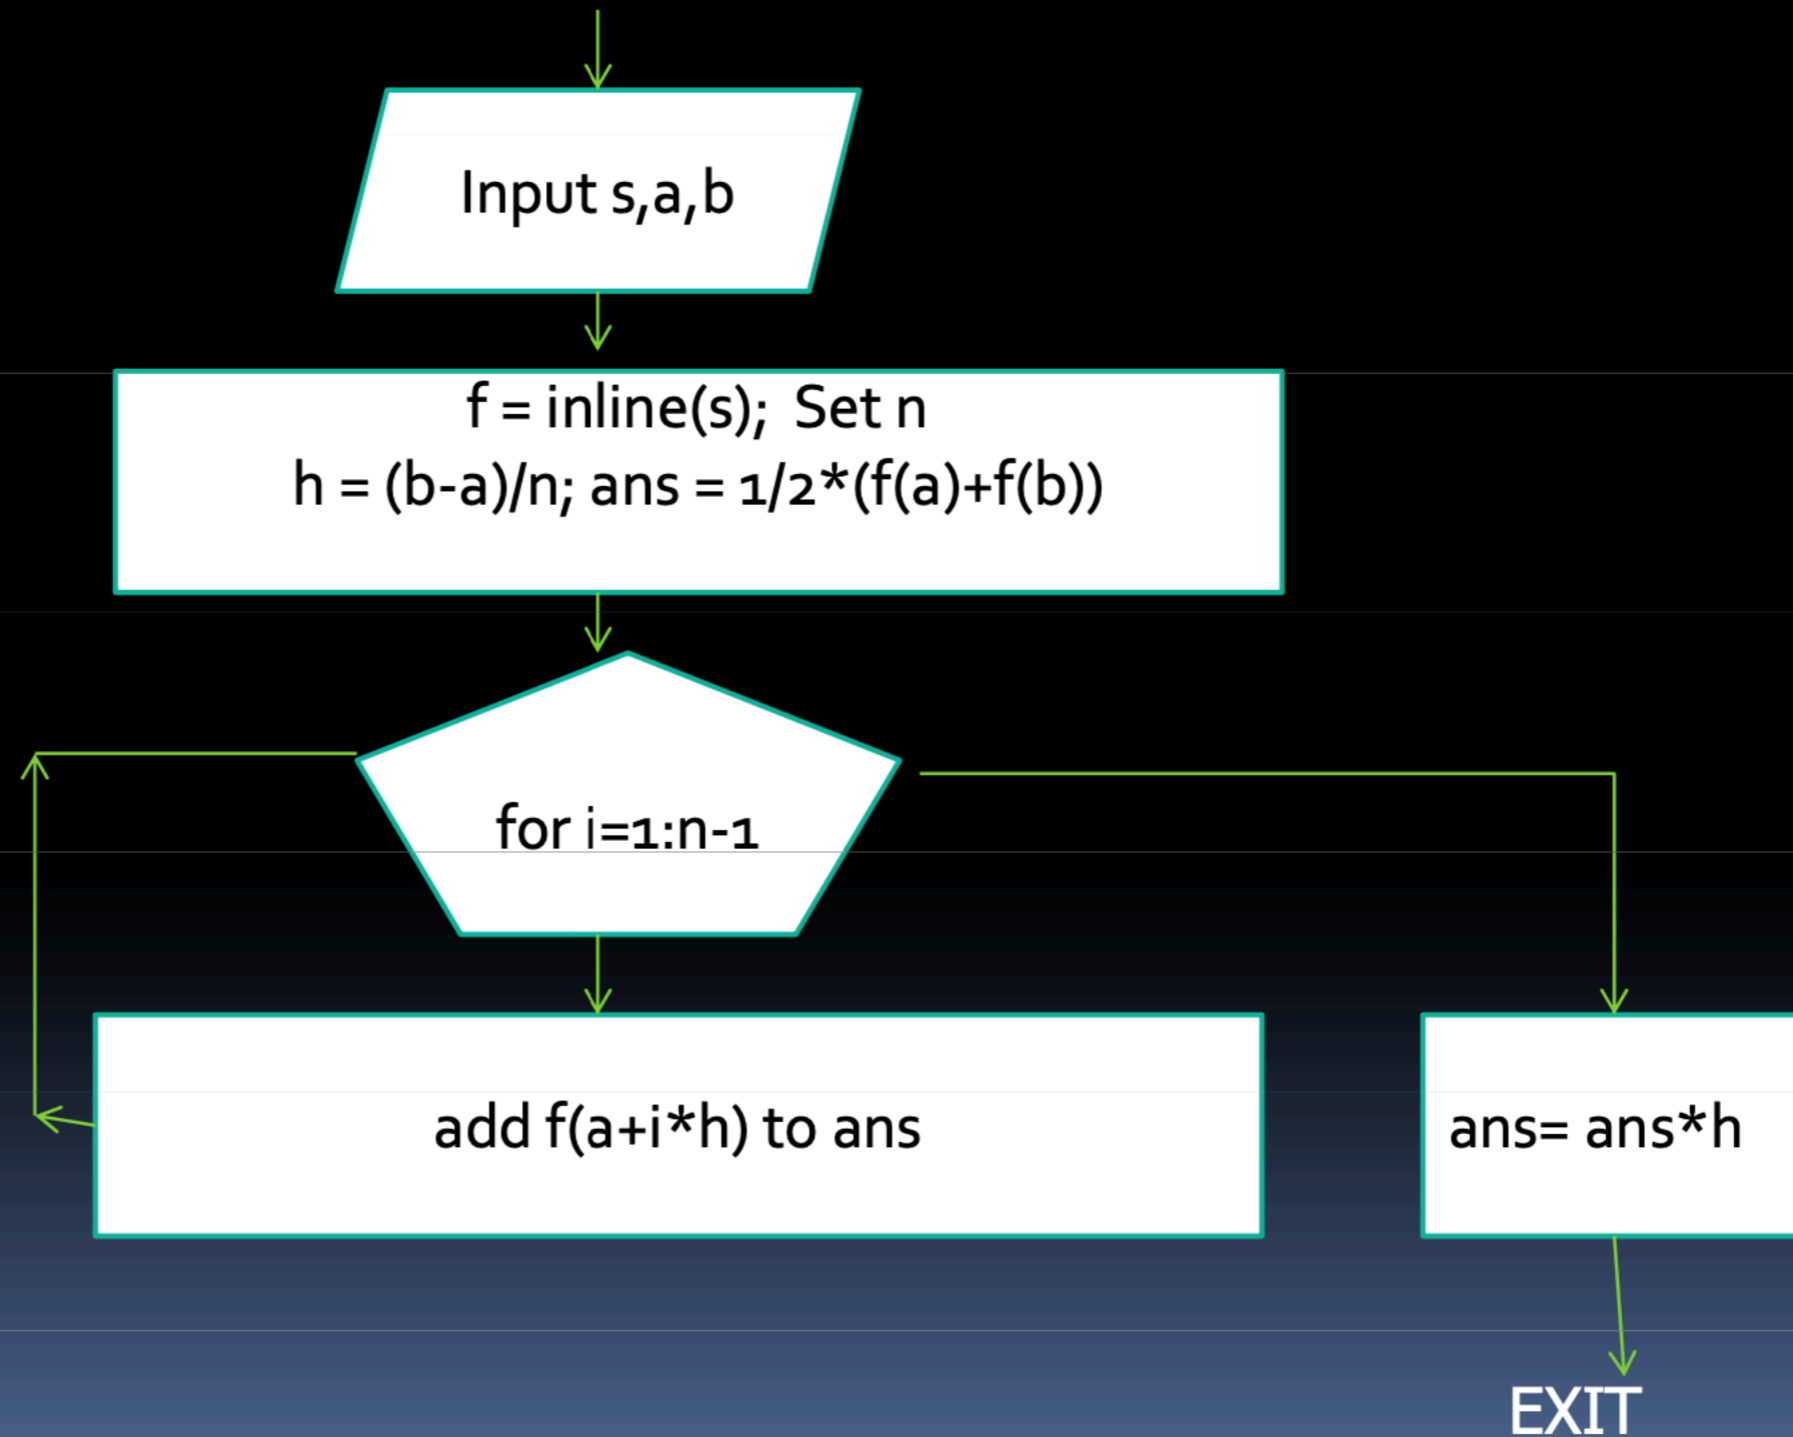 Input s,a,b
f = inline(s);  Set n
h = (b-a)/n; ans = 1/2*(f(a)+f(b))
for i=1:n-1
add f(a+i*h) to ans
ans= ans*h
EXIT